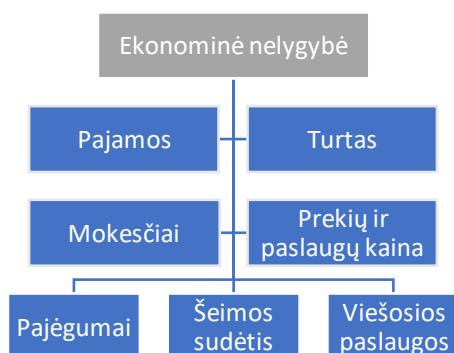 Ekonominė nelygybė
Pajamos
Turtas
Mokesčiai
Prekių ir
paslaugų kaina
Pajėgumai
Šeimos
sudėtis
Viešosios
paslaugos